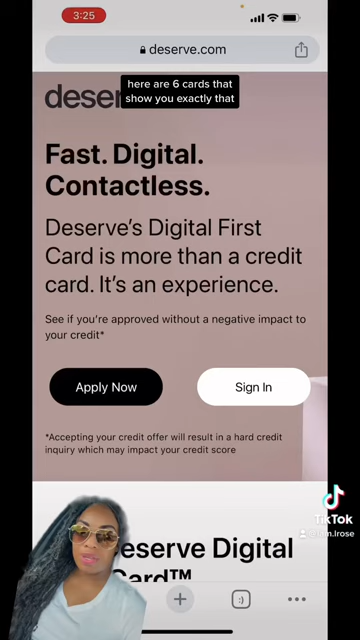 3:25
deserve.com
here are 6 cards that
show you exactly that
deser
Fast. Digital.
Contactless.
Deserve's Digital First
Card is more than a credit
card. It's an experience.
See if you're approved without a negative impact to
your credit*
Apply Now
Sign In
*Accepting your credit offer will result in a hard credit
inquiry which may impact your credit score
TikTok
eserve Digital
Card™
:)